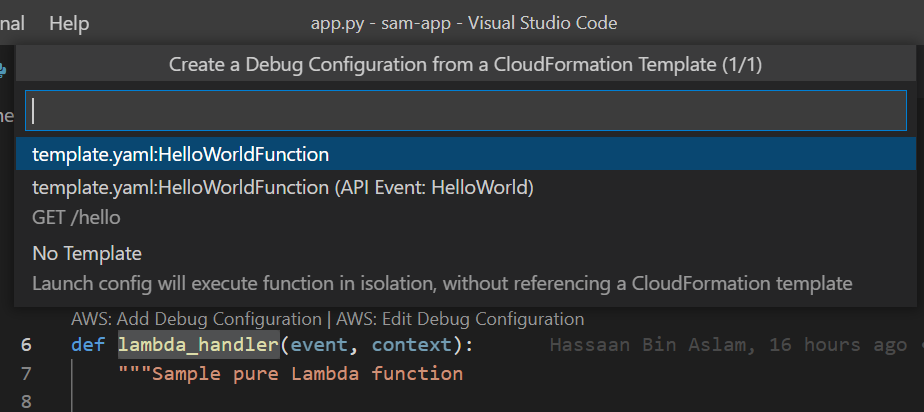 nal Help app.py - sam-app - Visual Studio Code
Create a Debug Configuration from a CloudFormation Template (1/1)
ne
template.yaml:HelloWorldFunction
template.yaml:HelloWorldFunction (API Event: HelloWorld)
GET /hello
No Template
Launch config will execute function in isolation, without referencing a CloudFormation template
AWS: Add Debug Configuration | AWS: Edit Debug Configuration
6 def lambda_handler(event, context): Hassaan Bin Aslam, 16 hours ago
7 """Sample pure Lambda function
8